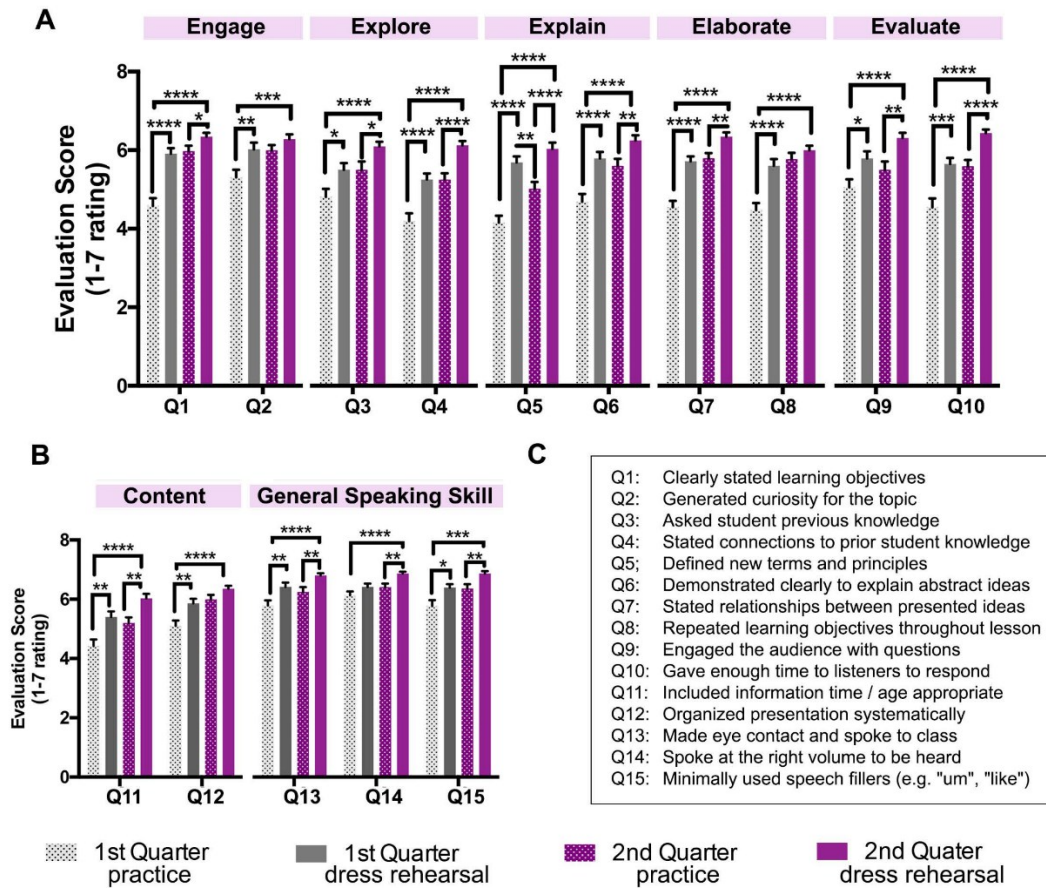 A
Engage
Explore
Explain
Elaborate
Evaluate
Evaluation Score
(1-7 rating)
8
6
4
2
0
****
****
*
***
**
****
*
*
****
****
****
****
****
**
****
****
****
**
****
****
**
****
****
****
*
**
****
***
****
Q1
Q2
Q3
Q4
Q5
Q6
Q7
Q8
Q9
Q10
B
Content
General Speaking Skill
Evaluation Score
(1-7 rating)
8
6
4
2
0
****
**
**
****
**
****
**
**
****
**
***
*
**
Q11
Q12
Q13
Q14
Q15
C
Q1: Clearly stated learning objectives
Q2: Generated curiosity for the topic
Q3: Asked student previous knowledge
Q4: Stated connections to prior student knowledge
Q5; Defined new terms and principles
Q6: Demonstrated clearly to explain abstract ideas
Q7: Stated relationships between presented ideas
Q8: Repeated learning objectives throughout lesson
Q9: Engaged the audience with questions
Q10: Gave enough time to listeners to respond
Q11: Included information time / age appropriate
Q12: Organized presentation systematically
Q13: Made eye contact and spoke to class
Q14: Spoke at the right volume to be heard
Q15: Minimally used speech fillers (e.g. "um", "like")
1st Quarter
practice
1st Quarter
dress rehearsal
2nd Quarter
practice
2nd Quater
dress rehearsal